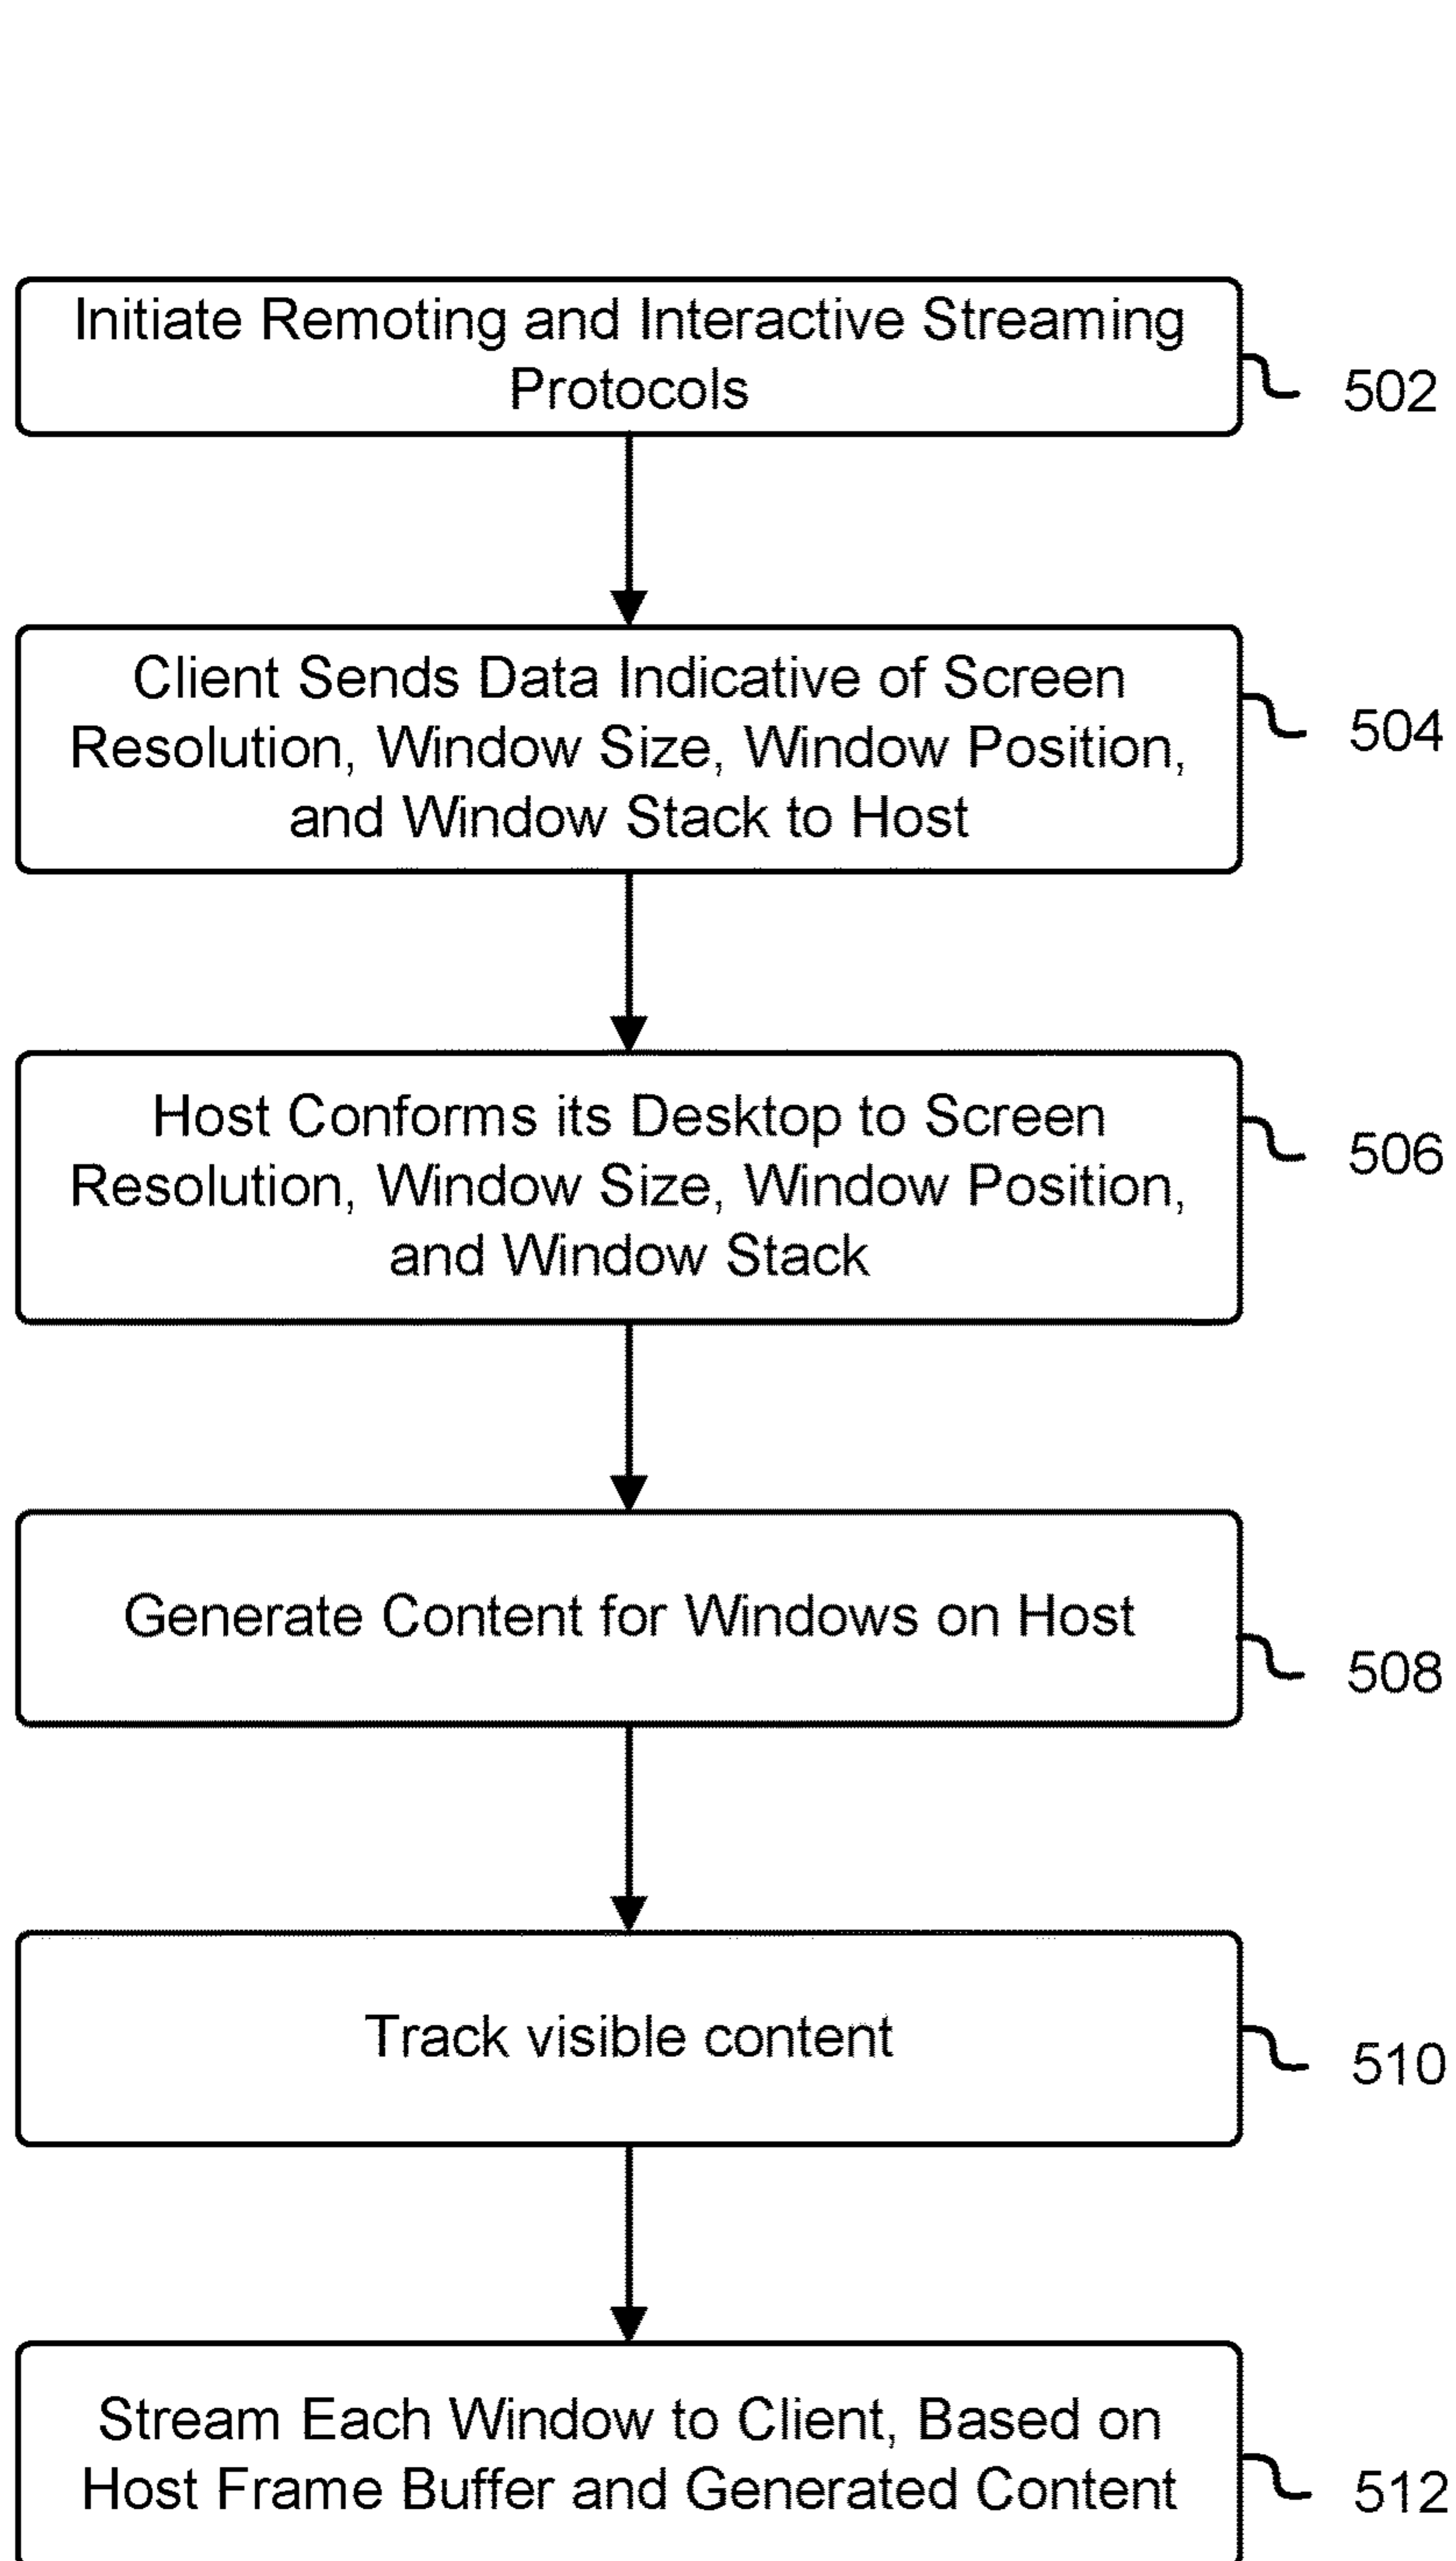 Initiate Remoting and Interactive Streaming
Protocols
502
Client Sends Data Indicative of Screen
Resolution, Window Size, Window Position,
and Window Stack to Host
504
Host Conforms its Desktop to Screen
Resolution, Window Size, Window Position,
and Window Stack
506
Generate Content for Windows on Host
508
Track visible content
510
Stream Each Window to Client, Based on
Host Frame Buffer and Generated Content
512